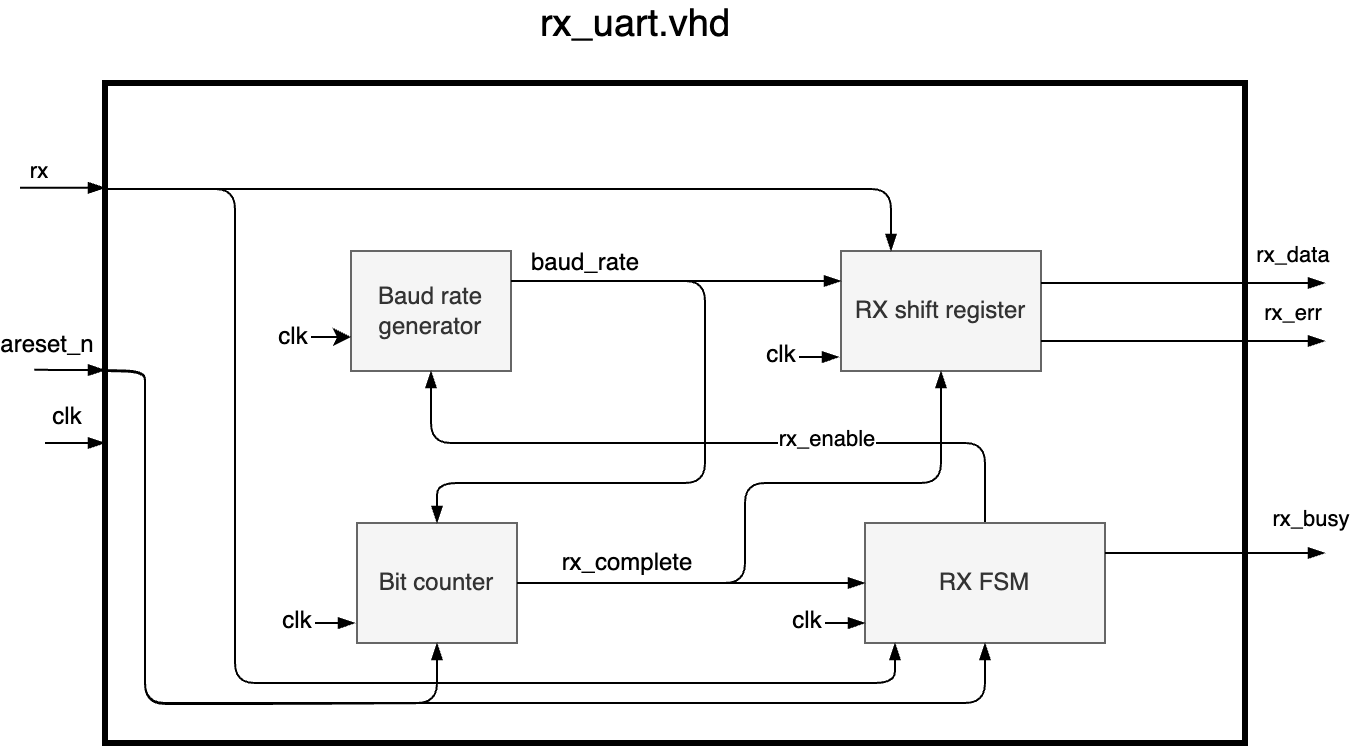 rx_uart.vhd
rx
baud_rate
rx_data
Baud rate
generator
RX shift register
rx_err
clk
clk
areset_n
clk
rx_enable
rx_busy
rx_complete
Bit counter
RX FSM
clk
clk